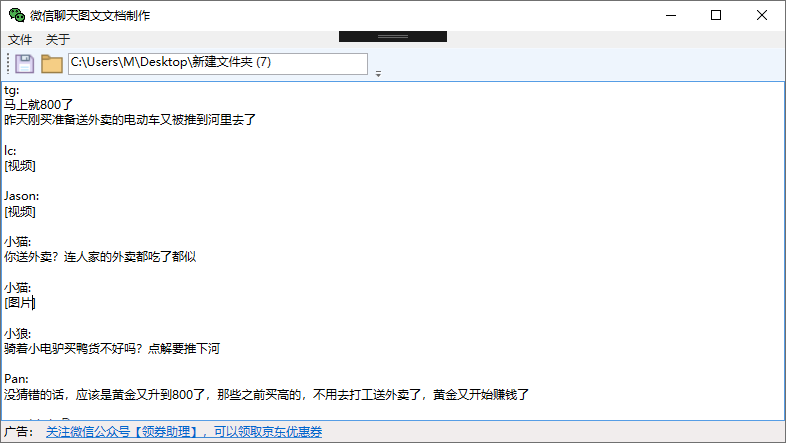 微信聊天图文文档制作
文件 关于
C:\Users\M\Desktop\新建文件夹 (7)
tg:
马上就800了
昨天刚买准备送外卖的电动车又被推到河里去了
lc:
[视频]
Jason:
[视频]
小猫:
你送外卖？连人家的外卖都吃了都似
小猫:
[图片]
小狼:
骑着小电驴买鸭货不好吗？点解要推下河
Pan:
没猜错的话，应该是黄金又升到800了，那些之前买高的，不用去打工送外卖了，黄金又开始赚钱了
广告： 关注微信公众号【领券助理】，可以领取京东优惠券